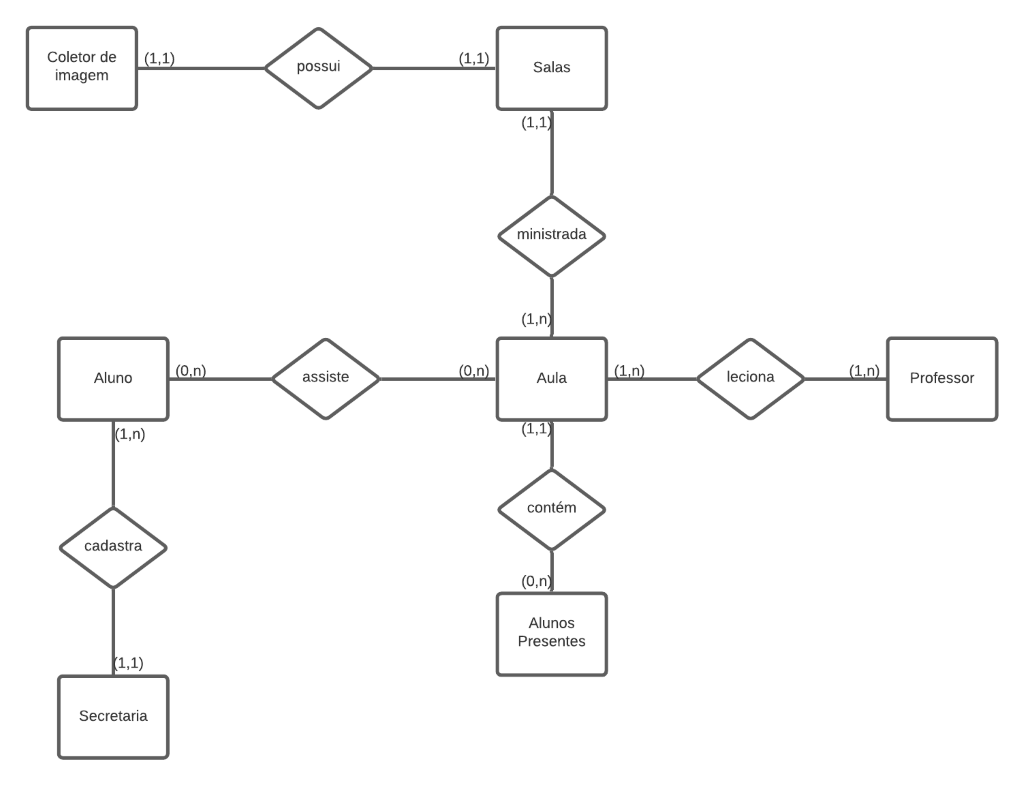 Coletor de
imagem
(1,1)
possui
(1,1)
Salas
(1,1)
ministrada
(1,n)
Aluno
(0,n)
assiste
(0,n)
Aula
(1,n)
leciona
(1,n)
Professor
(1,n)
(1,1)
cadastra
contém
(0,n)
Alunos
Presentes
(1,1)
Secretaria